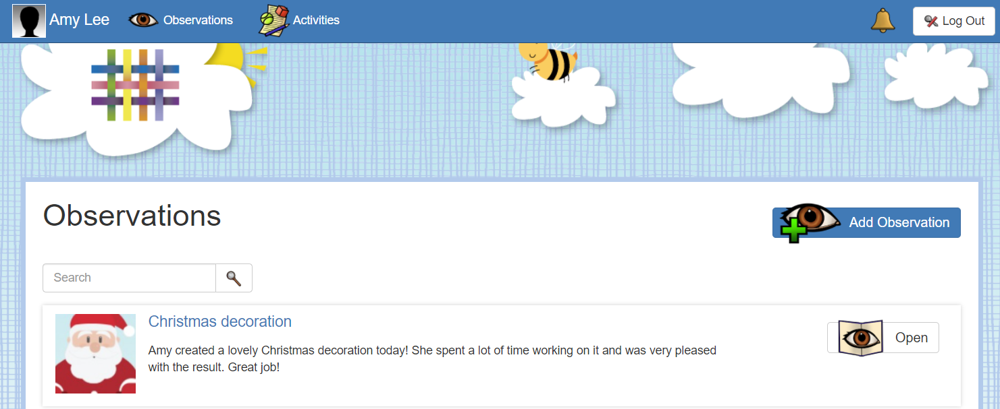 Amy Lee
Observations
Activities
Log Out
Observations
Add Observation
Search
Christmas decoration
Amy created a lovely Christmas decoration today! She spent a lot of time working on it and was very pleased
with the result. Great job!
Open